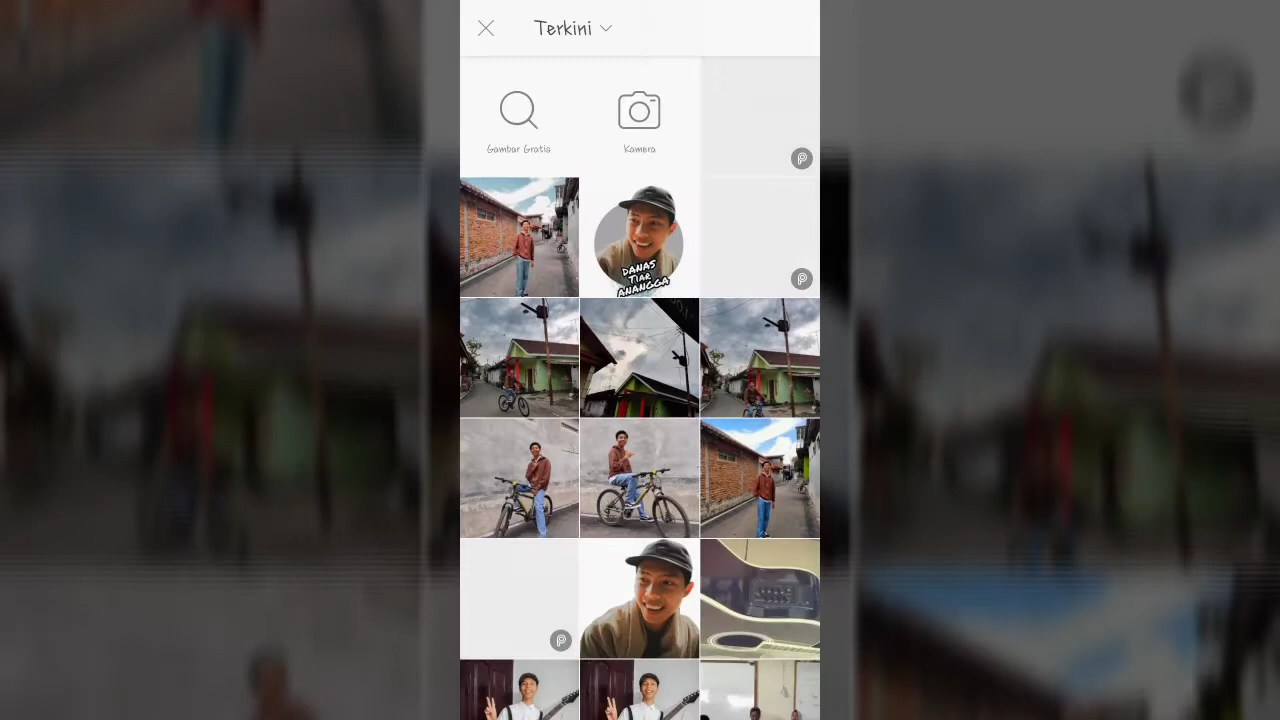 Terkini
Gambar Gratis
Kamera
DANAS
TIAR
ANANGGA